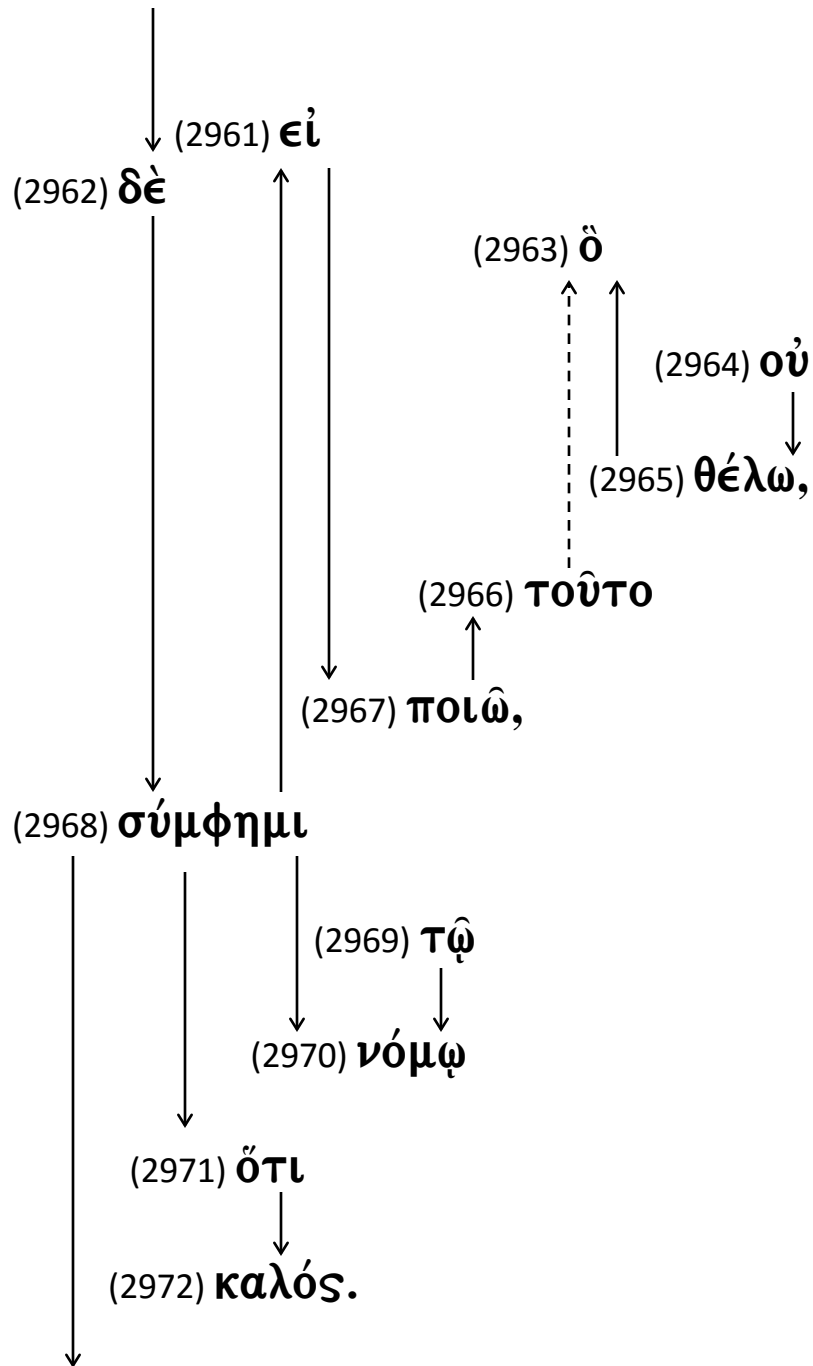 (2961) εἰ
(2962) δὲ
(2963) ὃ
(2964) οὐ
(2965) θέλω,
(2966) τοῦτο
(2967) ποιῶ,
(2968) σύμφημι
(2969) τῷ
(2970) νόμῳ
(2971) ὅτι
(2972) καλός.